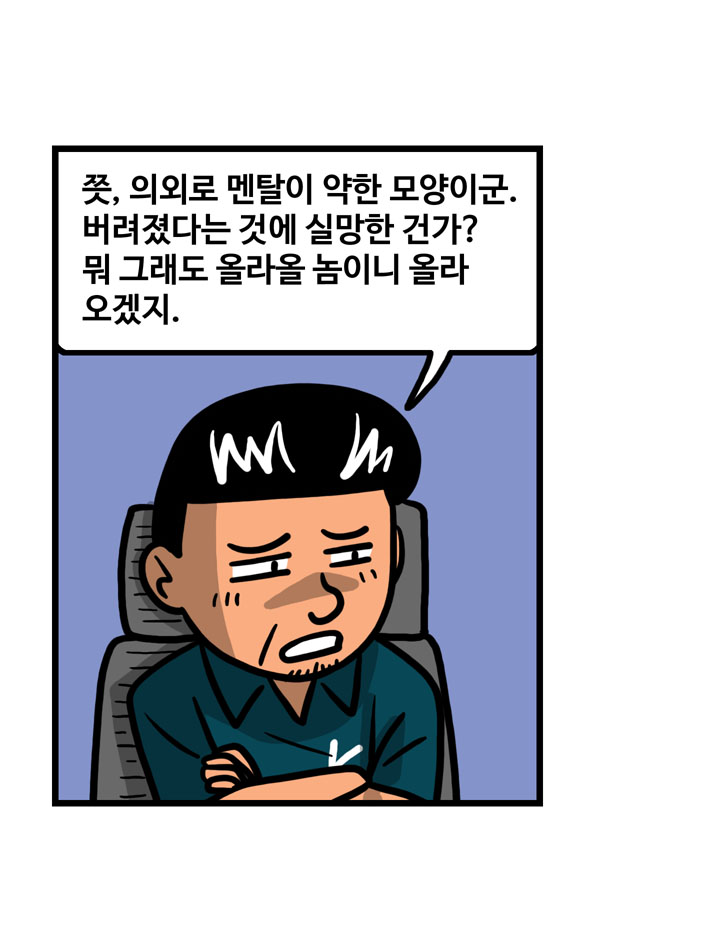 쯧, 의외로 멘탈이 약한 모양이군.
버려졌다는 것에 실망한 건가?
뭐 그래도 올라올 놈이니 올라
오겠지.